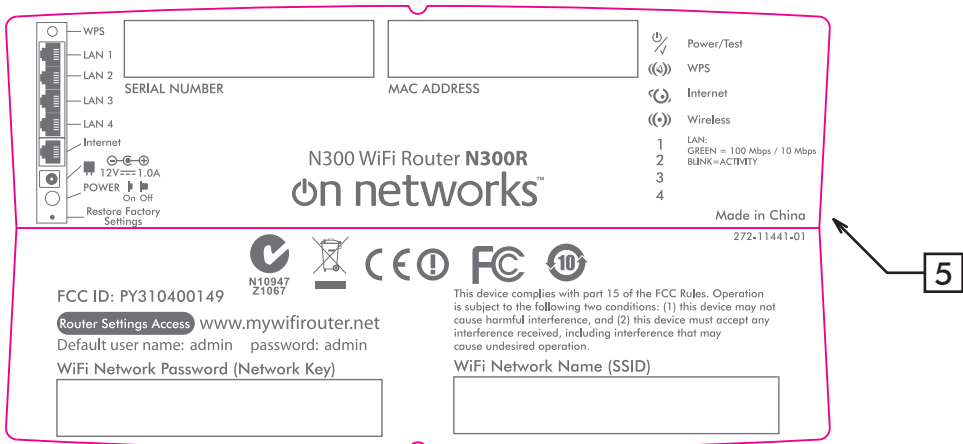 WPS
LAN 1
LAN 2
LAN 3
LAN 4
Internet
12V 1.0A
POWER
On Off
Restore Factory
Settings
SERIAL NUMBER
MAC ADDRESS
Power/Test
WPS
Internet
Wireless
1
2
3
4
LAN:
GREEN = 100 Mbps / 10 Mbps
BLINK=ACTIVITY
N300 WiFi Router N300R
on networks™
Made in China
272-11441-01
5
N10947
Z1067
CE
FC
10
FCC ID: PY310400149
Router Settings Access www.mywifirouter.net
Default user name: admin password: admin
WiFi Network Password (Network Key)
This device complies with part 15 of the FCC Rules. Operation
is subject to the following two conditions: (1) this device may not
cause harmful interference, and (2) this device must accept any
interference received, including interference that may
cause undesired operation.
WiFi Network Name (SSID)